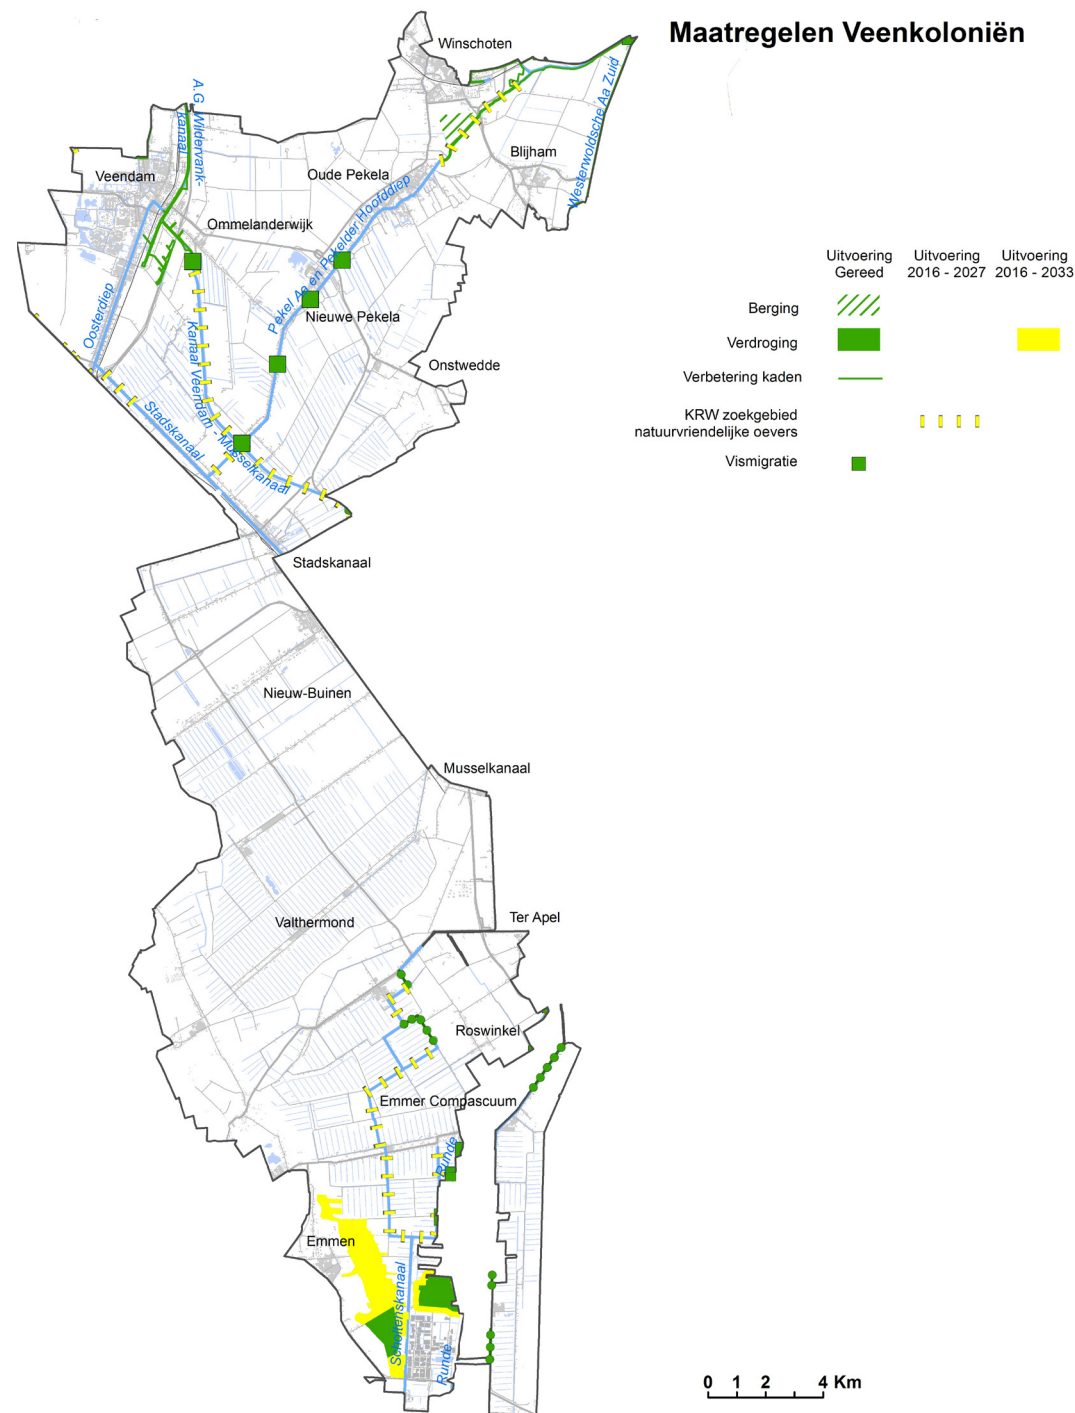 Maatregelen Veenkoloniën
Winschoten
A.G. Wildervank-
kanaal
Westerwoldsche Aa Zuid
Blijham
Veendam
Oude Pekela
Ommelanderwijk
Pekel Aa en Pekelder Hoofddiep
Oosterdiep
Nieuwe Pekela
Kanaal Veendam - Musselkanaal
Onstwedde
Stadskanaal
Stadskanaal
Nieuw-Buinen
Musselkanaal
Valthermond
Ter Apel
Roswinkel
Emmer Compascuum
Runde
Emmen
Scholtenskanaal
Runde
Uitvoering
Gereed
Uitvoering
2016 - 2027
Uitvoering
2016 - 2033
Berging
Verdroging
Verbetering kaden
KRW zoekgebied
natuurvriendelijke oevers
Vismigratie
0 1 2 4 Km